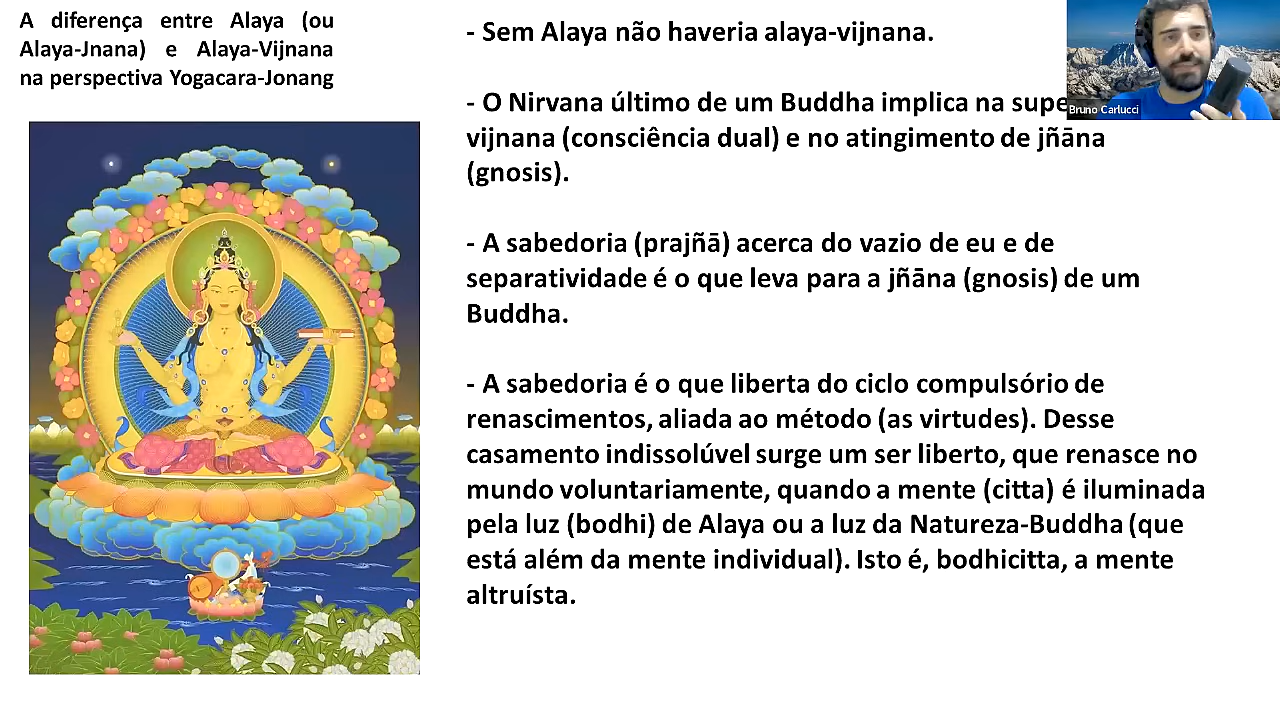 A diferença entre Alaya (ou
Alaya-Jnana) e Alaya-Vijnana
na perspectiva Yogacara-Jonang
- Sem Alaya não haveria alaya-vijnana.
- O Nirvana último de um Buddha implica na
vijnana (consciência dual) e no atingimento de jñāna
(gnosis).
- A sabedoria (prajñā) acerca do vazio de eu e de
separatividade é o que leva para a jñāna (gnosis) de um
Buddha.
- A sabedoria é o que liberta do ciclo compulsório de
renascimentos, aliada ao método (as virtudes). Desse
casamento indissolúvel surge um ser liberto, que renasce no
mundo voluntariamente, quando a mente (citta) é iluminada
pela luz (bodhi) de Alaya ou a luz da Natureza-Buddha (que
está além da mente individual). Isto é, bodhicitta, a mente
altruísta.
Bruno Carlucci